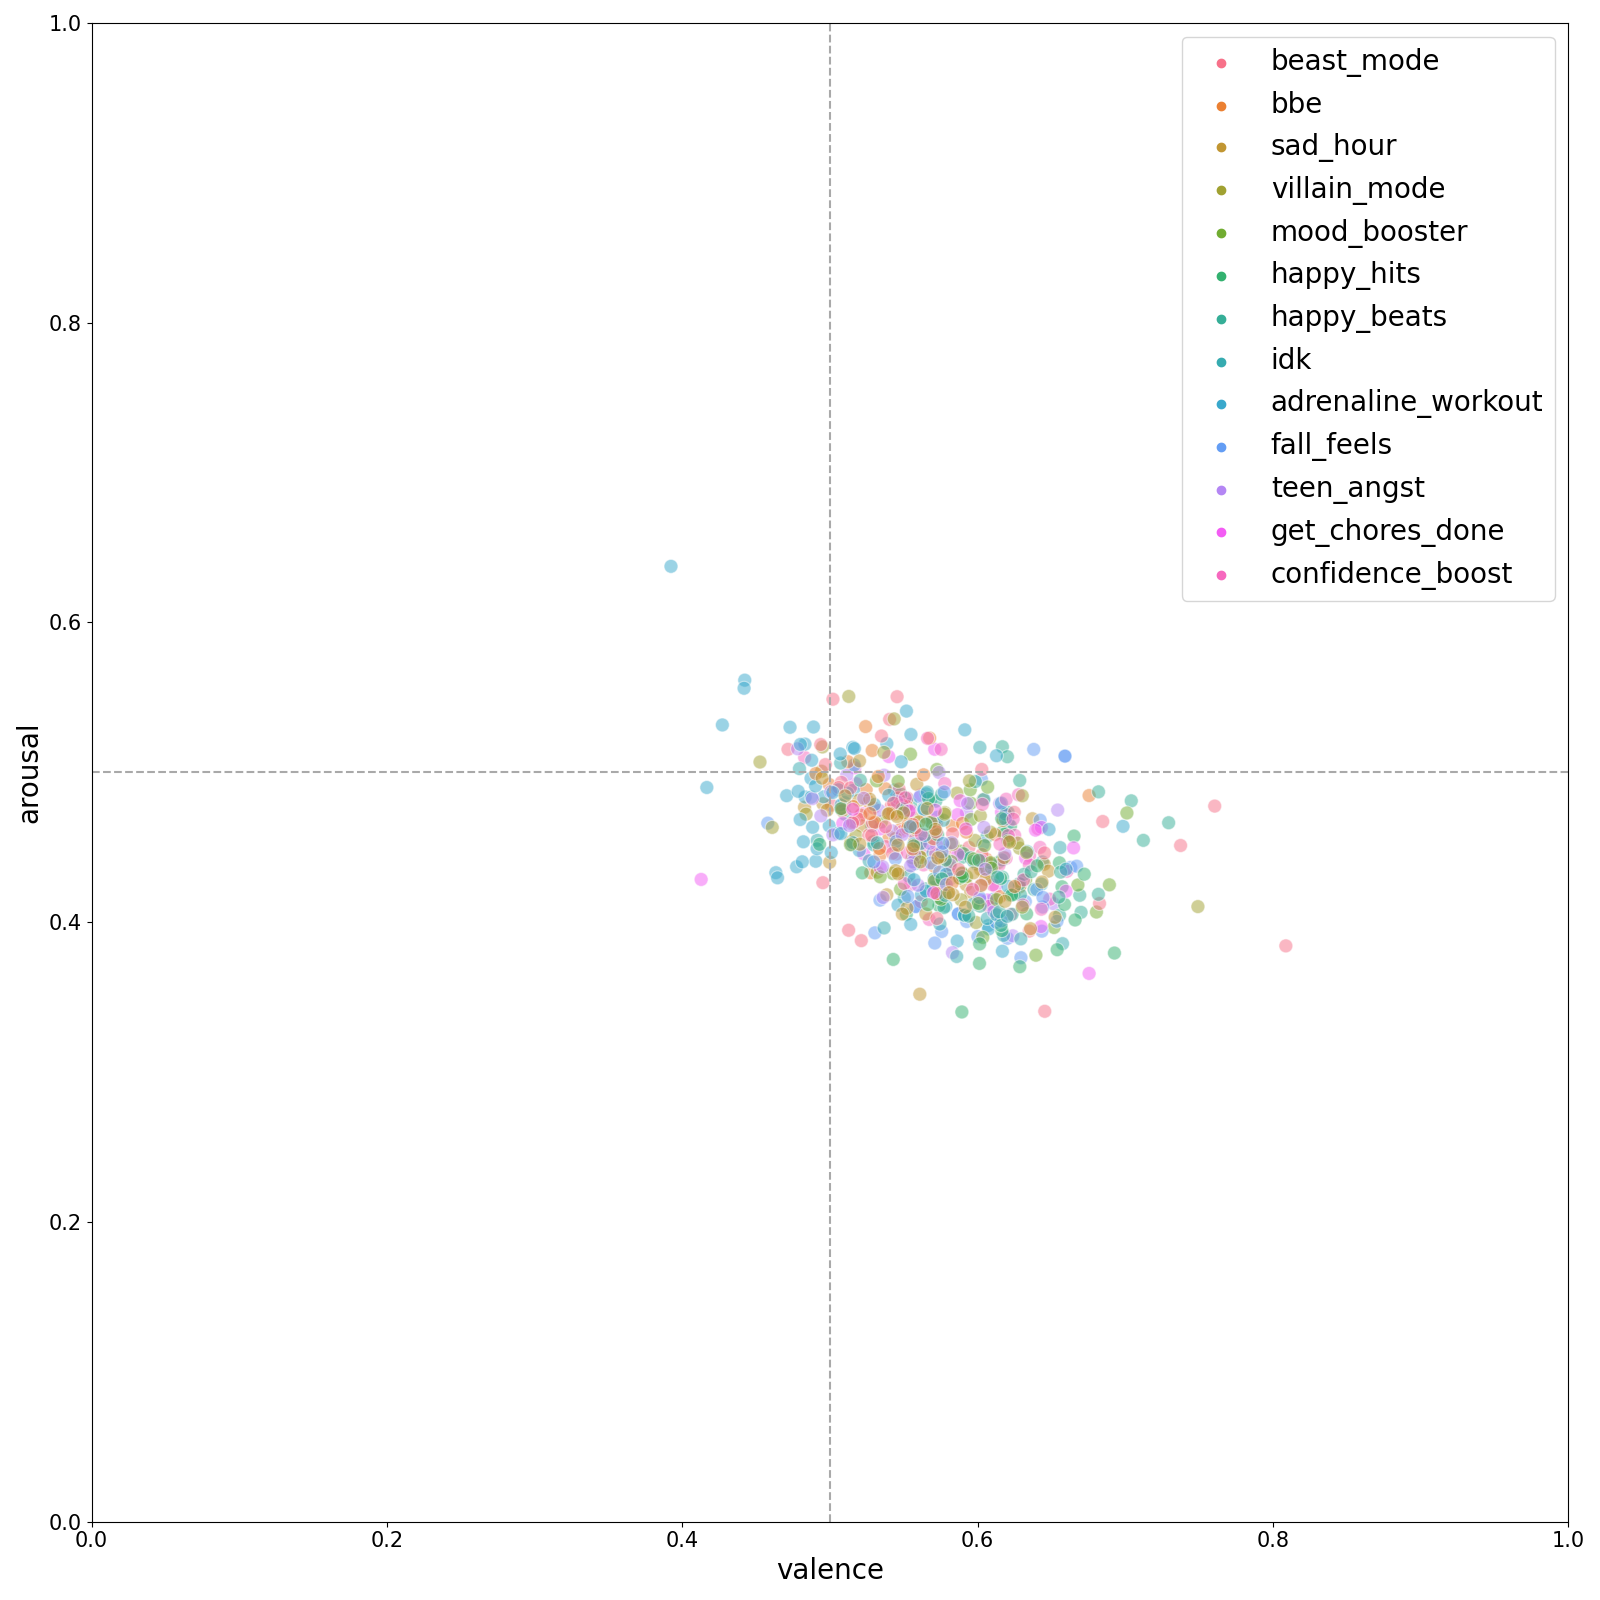 1.0
0.8
0.6
0.4
0.2
0.0
arousal
0.0 0.2 0.4 0.6 0.8 1.0
valence
beast_mode
bbe
sad_hour
villain_mode
mood_booster
happy_hits
happy_beats
idk
adrenaline_workout
fall_feels
teen_angst
get_chores_done
confidence_boost